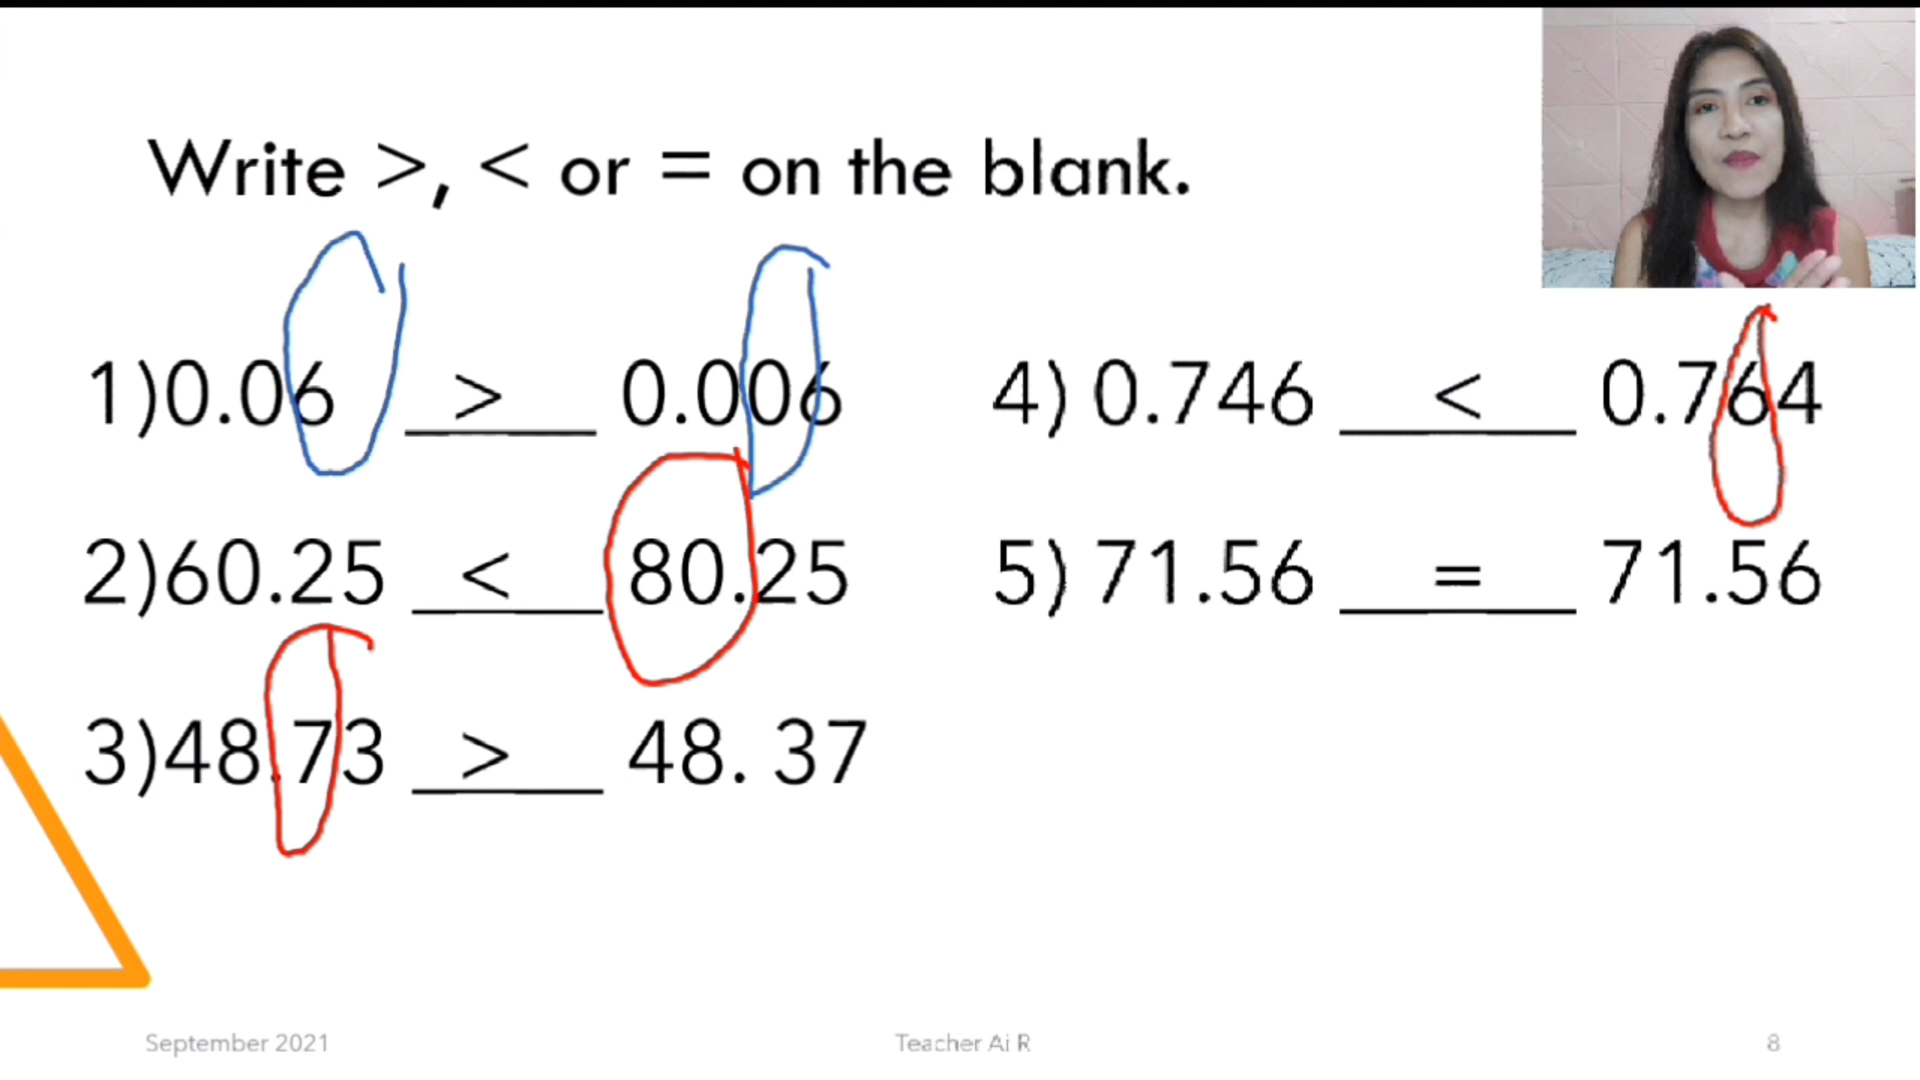 Write >, < or = on the blank.
1)0.06 > 0.006
2)60.25 < 80.25
3)48.73 > 48. 37
4) 0.746 < 0.764
5) 71.56 = 71.56
September 2021
Teacher Ai R
8